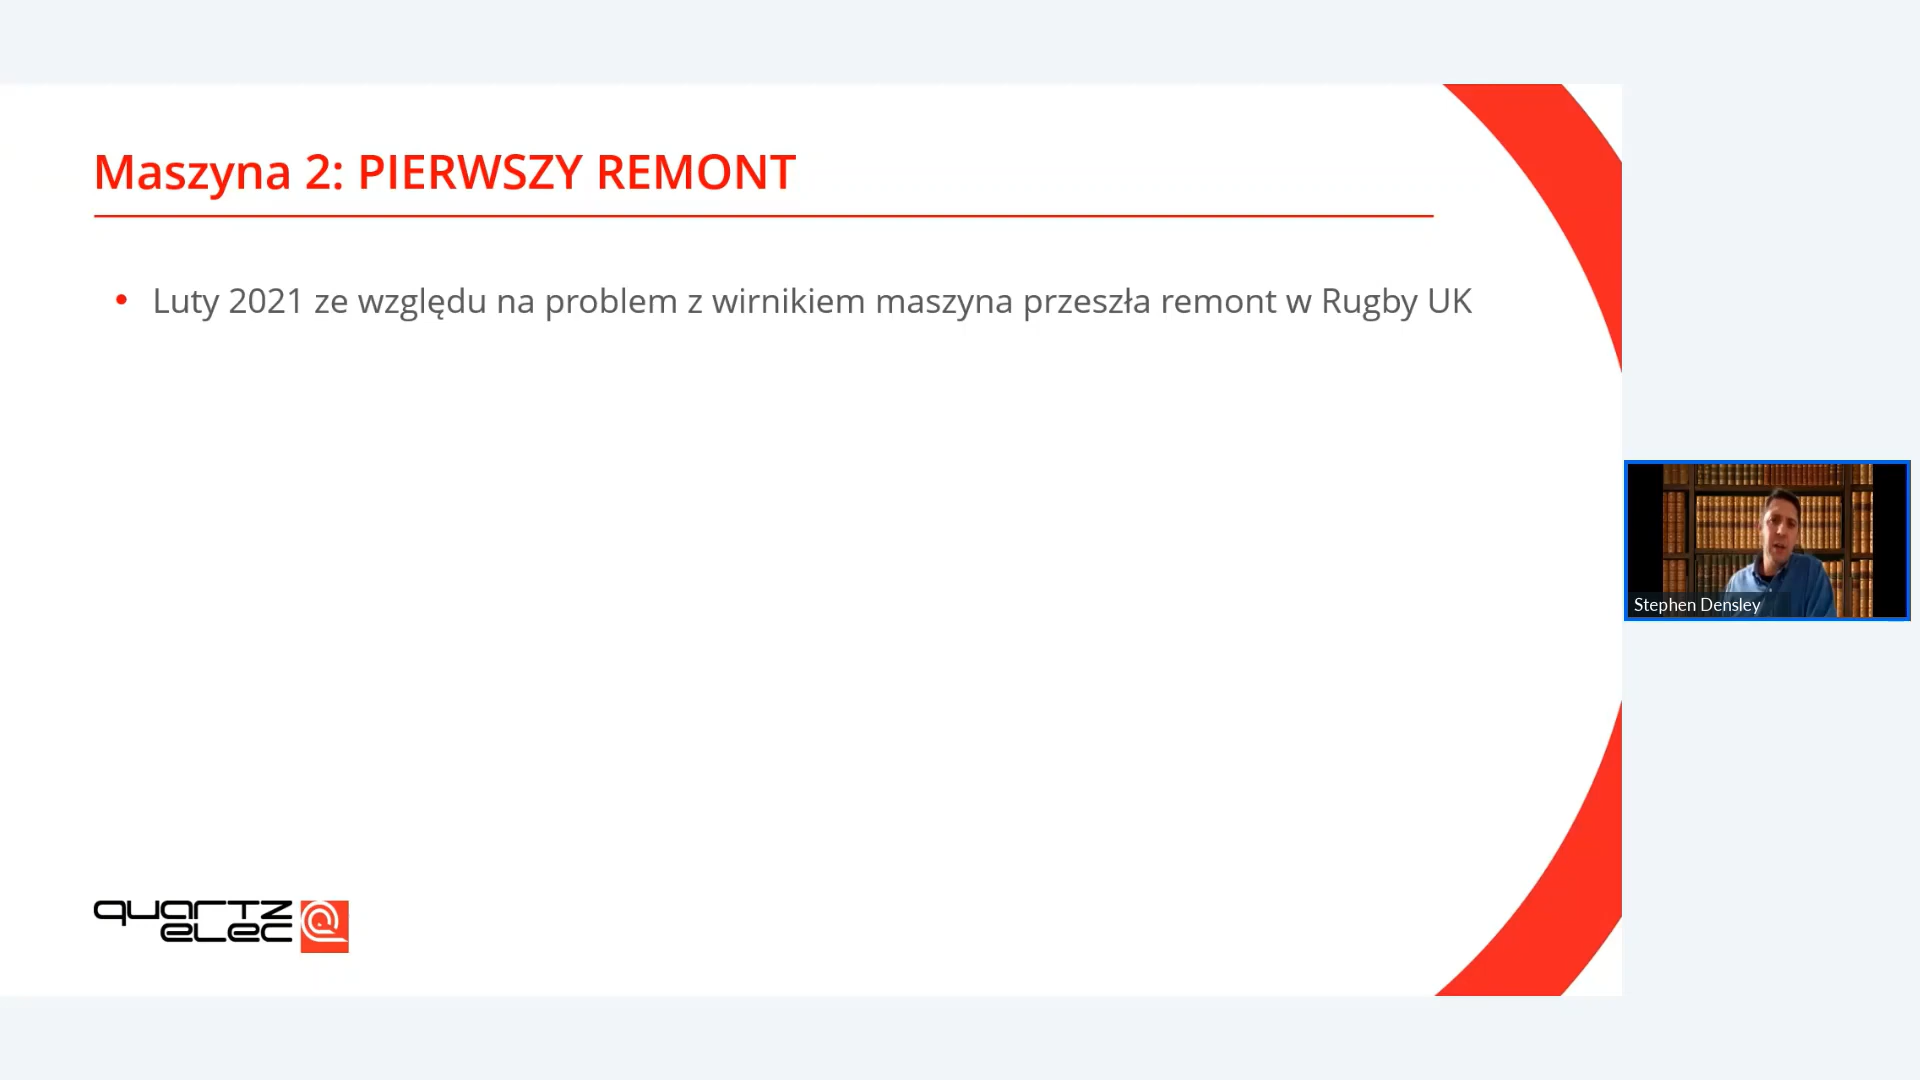 Maszyna 2: PIERWSZY REMONT
• Luty 2021 ze względu na problem z wirnikiem maszyna przeszła remont w Rugby UK
Stephen Densley
quartz
elec